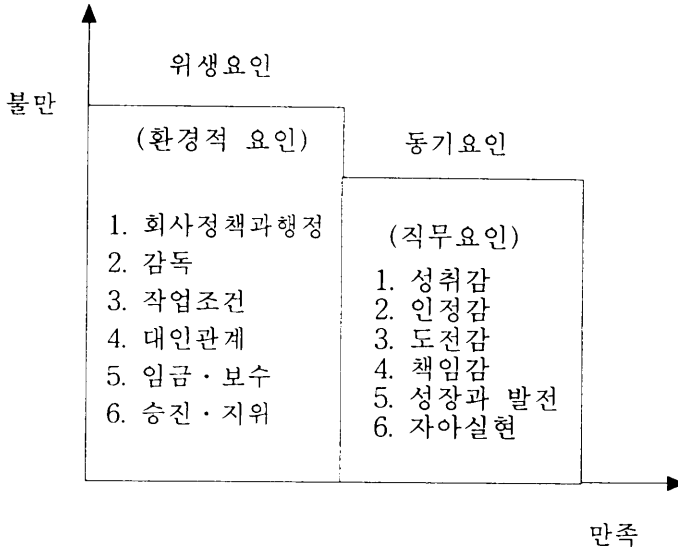 위생요인
불만
(환경적 요인)
1. 회사정책과행정
2. 감독
3. 작업조건
4. 대인관계
5. 임금·보수
6. 승진·지위
동기요인
(직무요인)
1. 성취감
2. 인정감
3. 도전감
4. 책임감
5. 성장과 발전
6. 자아실현
만족